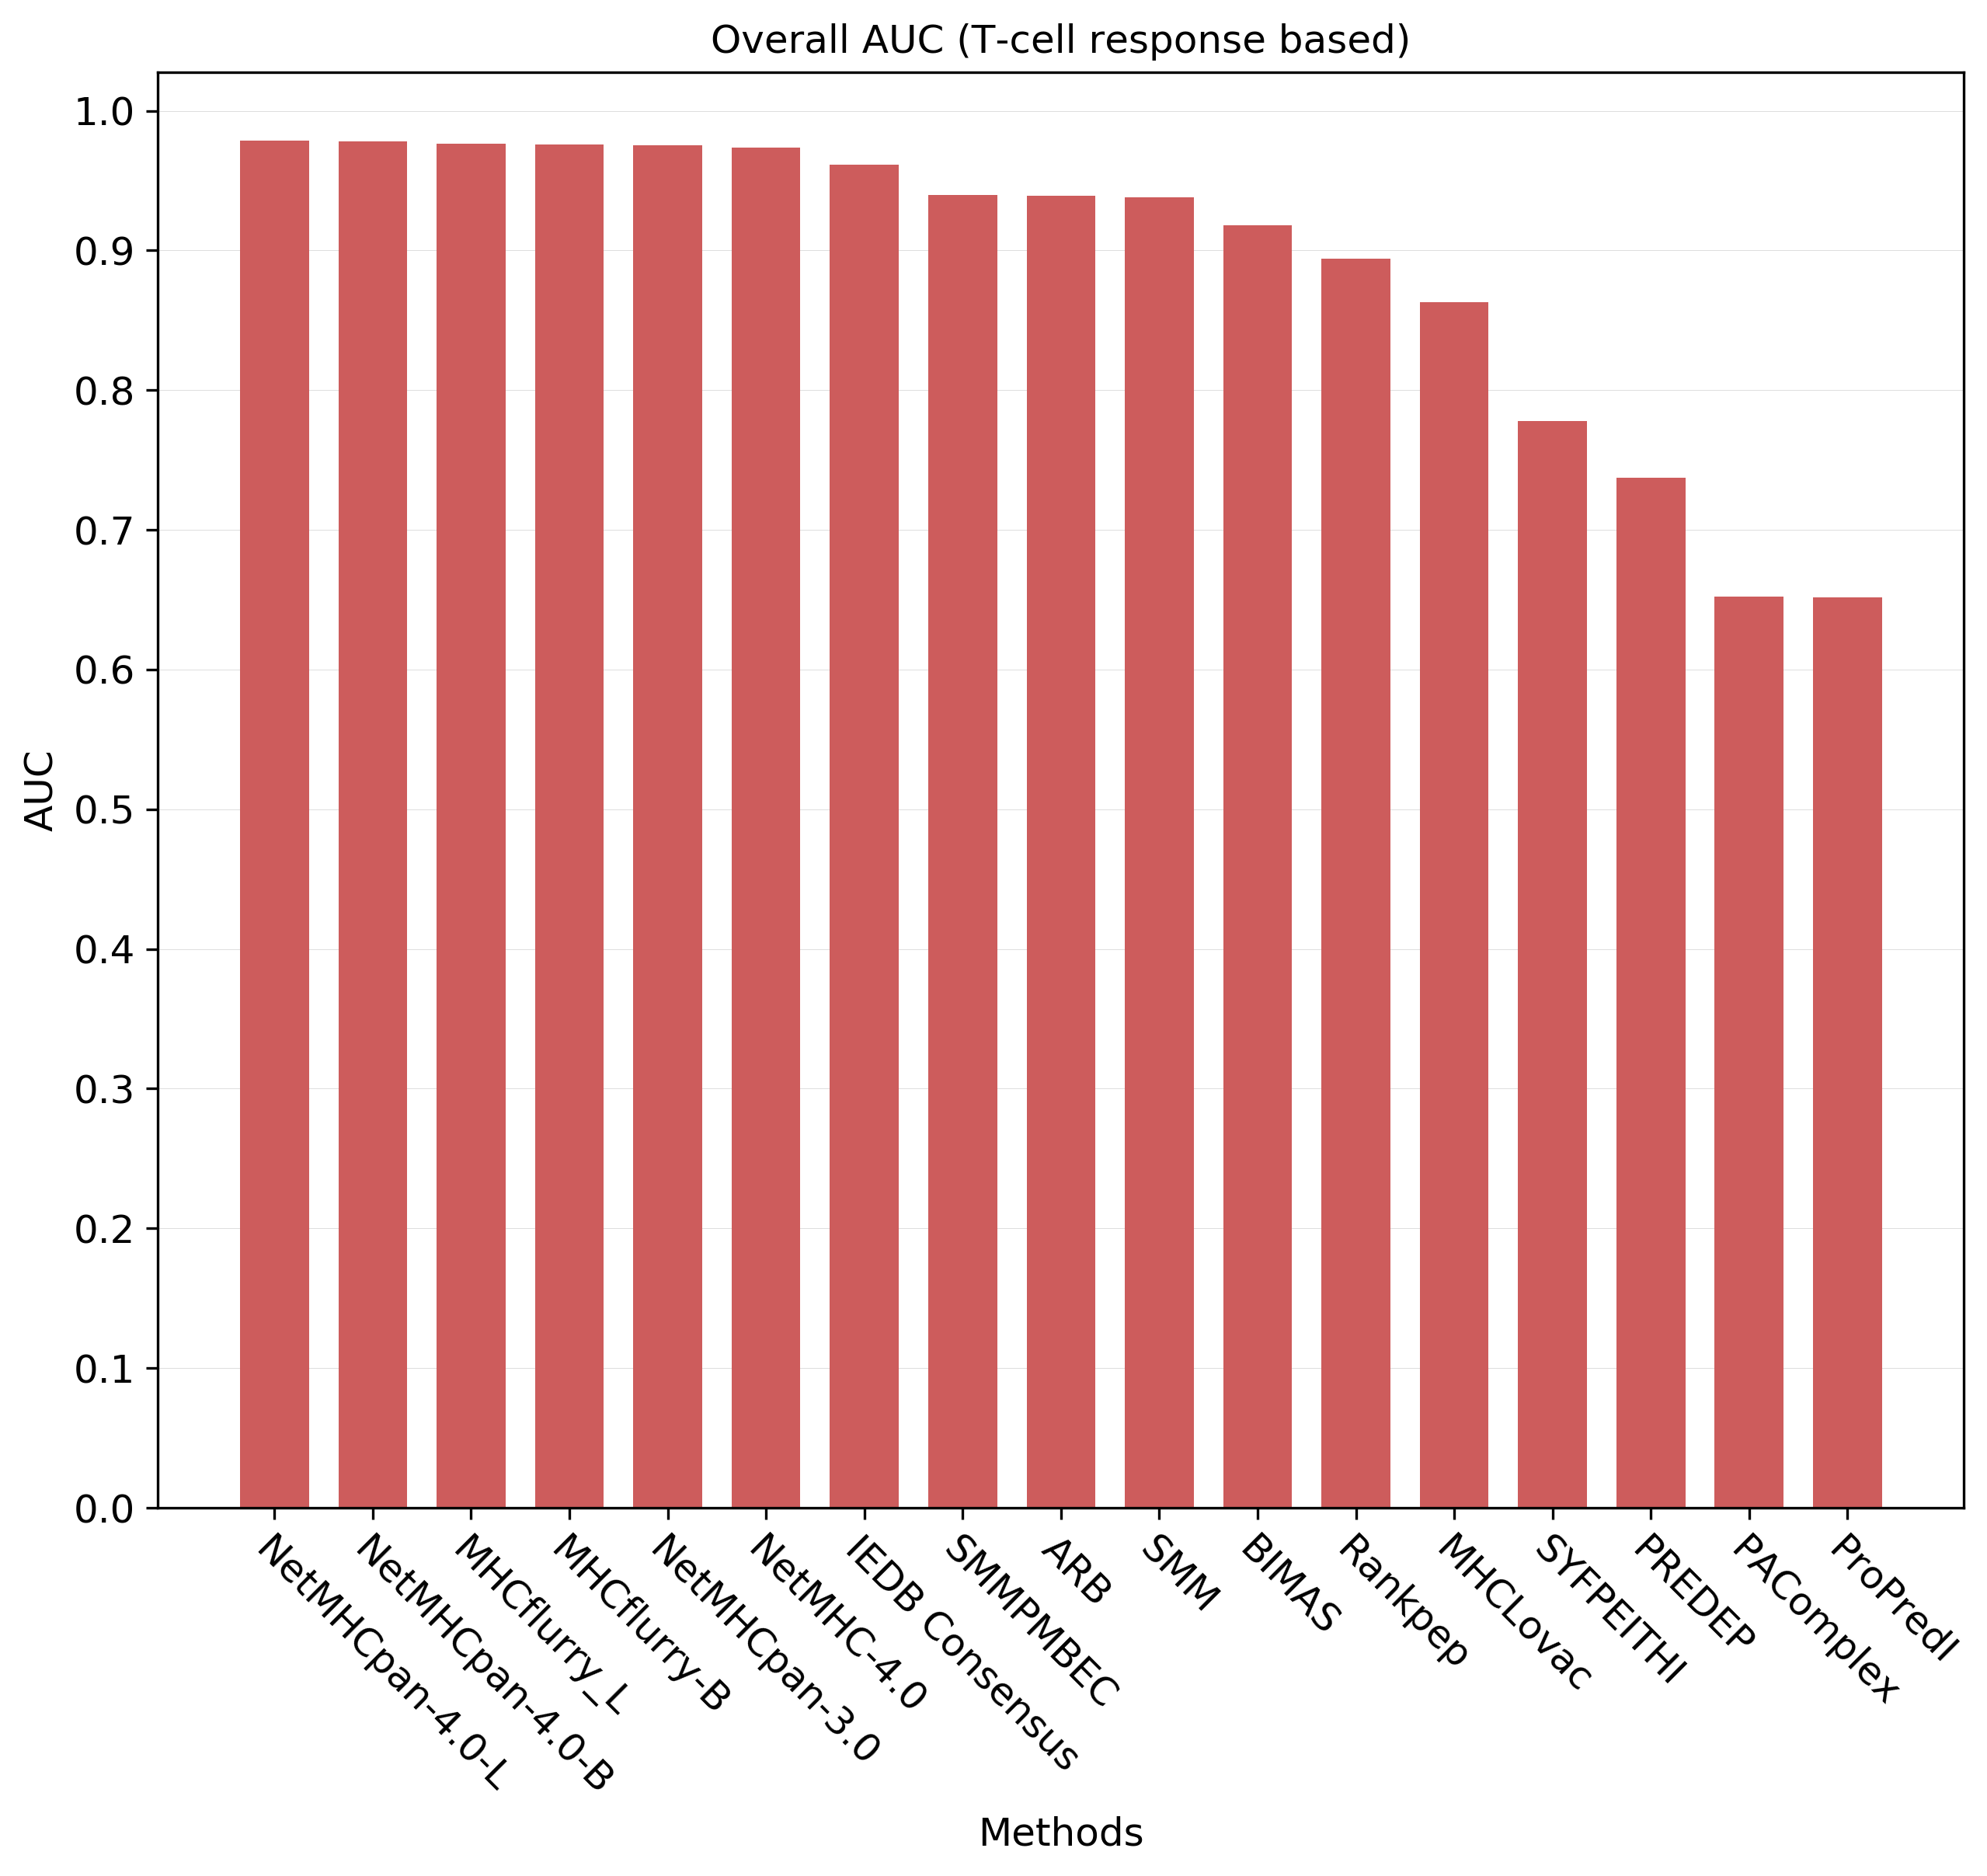 Overall AUC (T-cell response based)
1.0
0.9
0.8
0.7
0.6
0.5
0.4
0.3
0.2
0.1
0.0
AUC
NetMHCpan-4.0-L
NetMHCpan-4.0-B
MHCflurry_L
MHCflurry-B
NetMHCpan-3.0
NetMHC-4.0
IEDB Consensus
SMMPMBEC
ARB
SMM
BIMAS
Rankpep
MHCLovac
SYFPEITHI
PREDEP
PAComplex
ProPredI
Methods